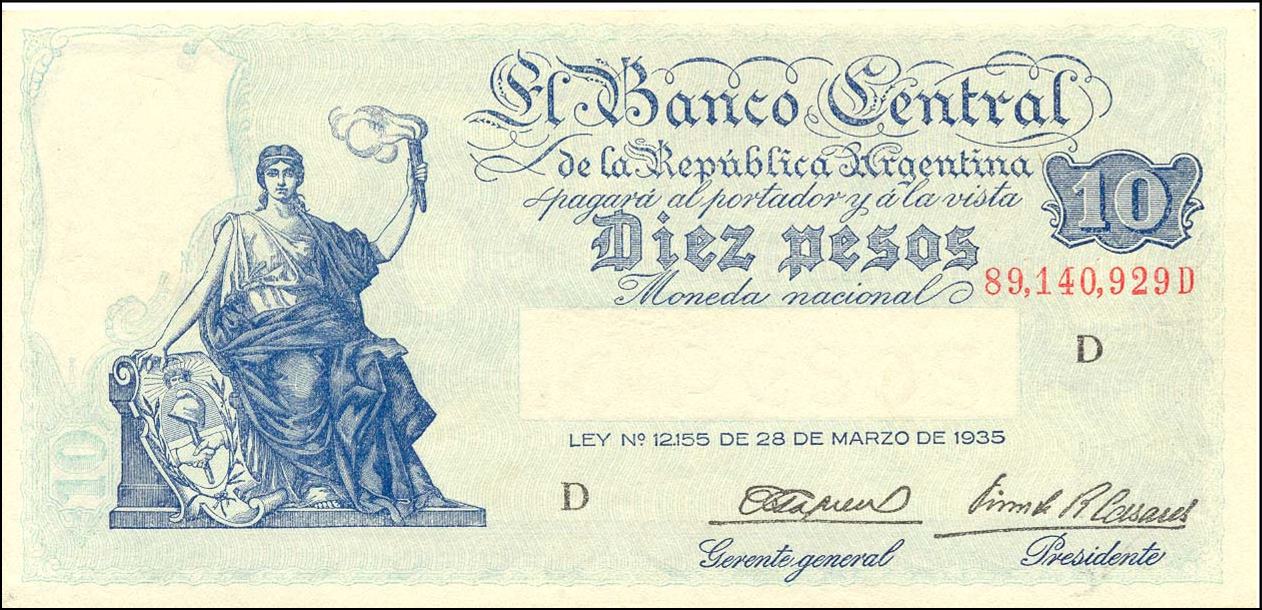 El Banco Central
de la República Argentina
pagará al portador y á la vista
10
Diez pesos
89,140,929 D
Moneda nacional
D
LEY Nº 12.155 DE 28 DE MARZO DE 1935
10
D
Gerente general
Presidente